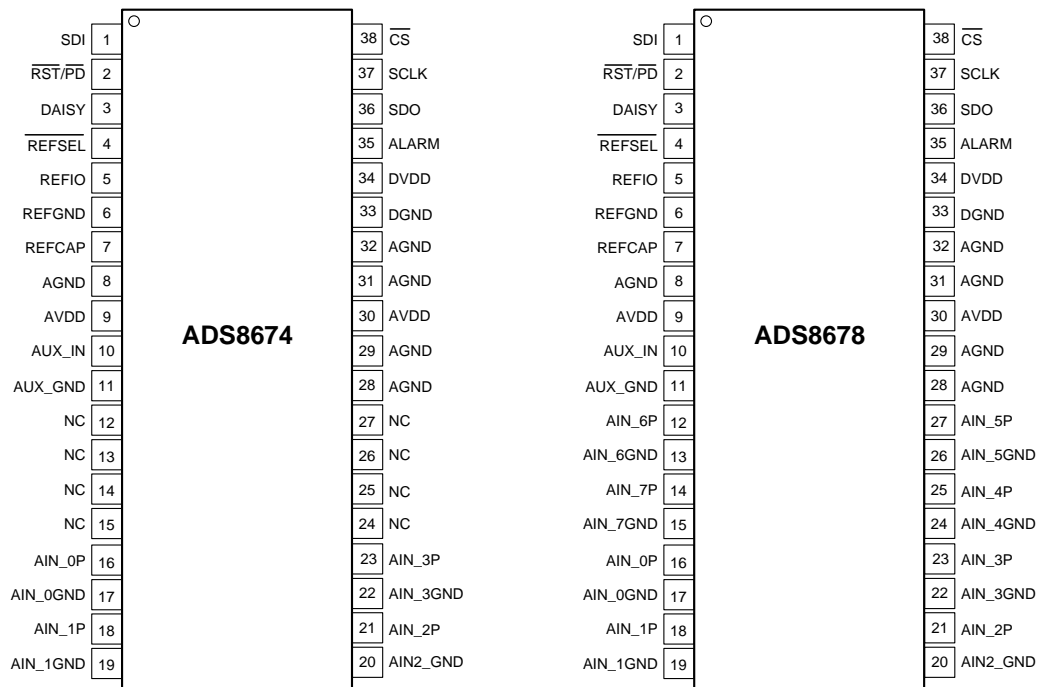 SDI 1 38 CS SDI 1 38 CS
RST/PD 2 37 SCLK RST/PD 2 37 SCLK
DAISY 3 36 SDO DAISY 3 36 SDO
REFSEL 4 35 ALARM REFSEL 4 35 ALARM
REFIO 5 34 DVDD REFIO 5 34 DVDD
REFGND 6 33 DGND REFGND 6 33 DGND
REFCAP 7 32 AGND REFCAP 7 32 AGND
AGND 8 31 AGND AGND 8 31 AGND
AVDD 9 30 AVDD AVDD 9 30 AVDD
ADS8674 ADS8678
AUX_IN 10 29 AGND AUX_IN 10 29 AGND
AUX_GND 11 28 AGND AUX_GND 11 28 AGND
NC 12 27 NC AIN_6P 12 27 AIN_5P
NC 13 26 NC AIN_6GND 13 26 AIN_5GND
NC 14 25 NC AIN_7P 14 25 AIN_4P
NC 15 24 NC AIN_7GND 15 24 AIN_4GND
AIN_0P 16 23 AIN_3P AIN_0P 16 23 AIN_3P
AIN_0GND 17 22 AIN_3GND AIN_0GND 17 22 AIN_3GND
AIN_1P 18 21 AIN_2P AIN_1P 18 21 AIN_2P
AIN_1GND 19 20 AIN2_GND AIN_1GND 19 20 AIN2_GND